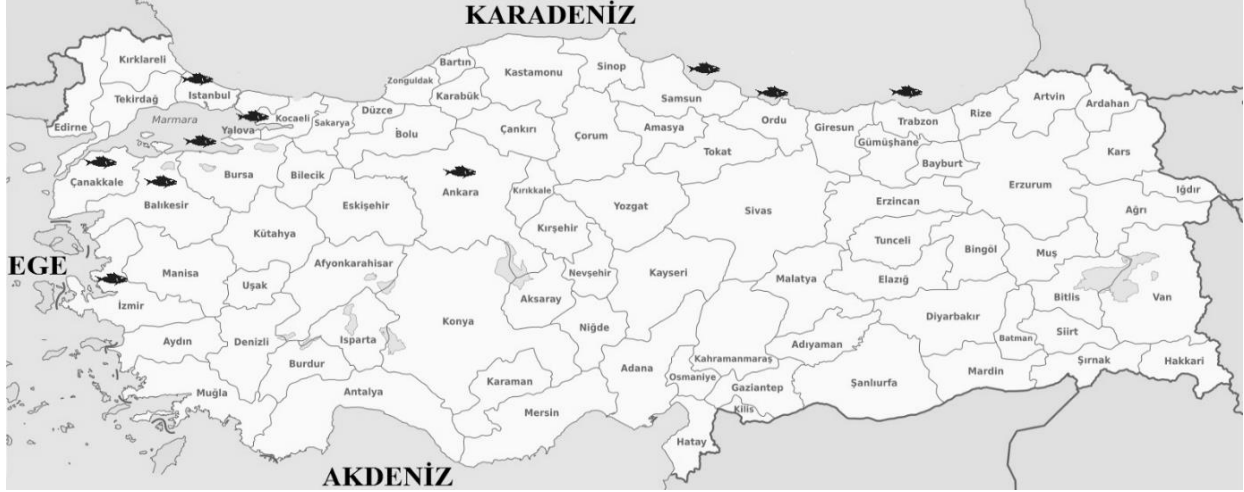 KARADENİZ
Kırklareli
Bartın
Sinop
Kastamonu
Zonguldak
Artvin
Tekirdağ
Istanbul
Karabük
Samsun
Ardahan
Edirne
Marmara
Kocaeli
Düzce
Trabzon
Rize
Yalova
Sakarya
Bolu
Çankırı
Çorum
Amasya
Ordu
Giresun
Gümüşhane
Tokat
Bayburt
Kars
Çanakkale
Bursa
Bilecik
Ankara
Kırıkkale
Erzurum
Iğdır
Balıkesir
Eskişehir
Yozgat
Sivas
Erzincan
Ağrı
Kütahya
Kırşehir
Tunceli
Bingöl
Muş
EGE
Manisa
Afyonkarahisar
Nevşehir
Kayseri
Malatya
Elazığ
Uşak
Aksaray
Bitlis
Van
İzmir
Konya
Diyarbakır
Niğde
Siirt
Aydın
Denizli
Isparta
Adıyaman
Batman
Burdur
Kahramanmaraş
Şırnak
Hakkari
Adana
Mardin
Karaman
Osmaniye
Gaziantep
Şanlıurfa
Muğla
Antalya
Mersin
Kilis
Hatay
AKDENİZ